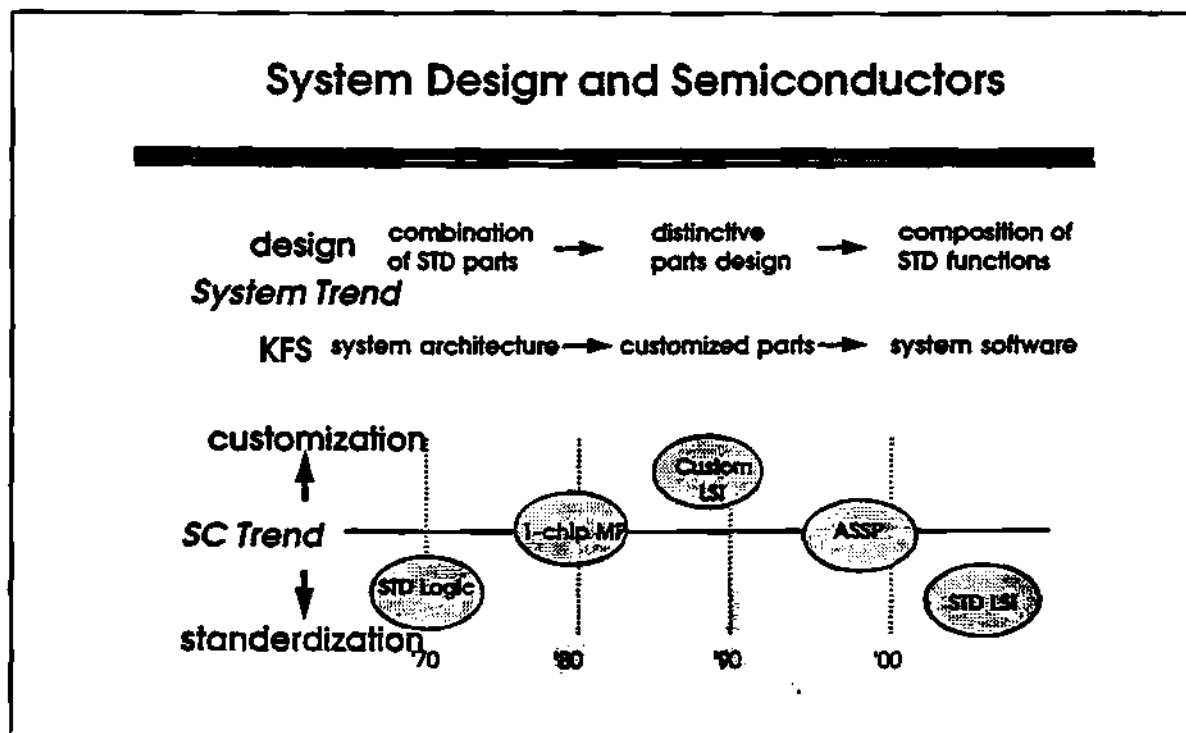 System Design and Semiconductors
design combination of STD parts → distinctive parts design → composition of STD functions
System Trend
KFS system architecture → customized parts → system software
customization
Custom LSI
1-chip MP
ASSP
SC Trend
STD Logic
STD LSI
standerdization
'70 '80 '90 '00